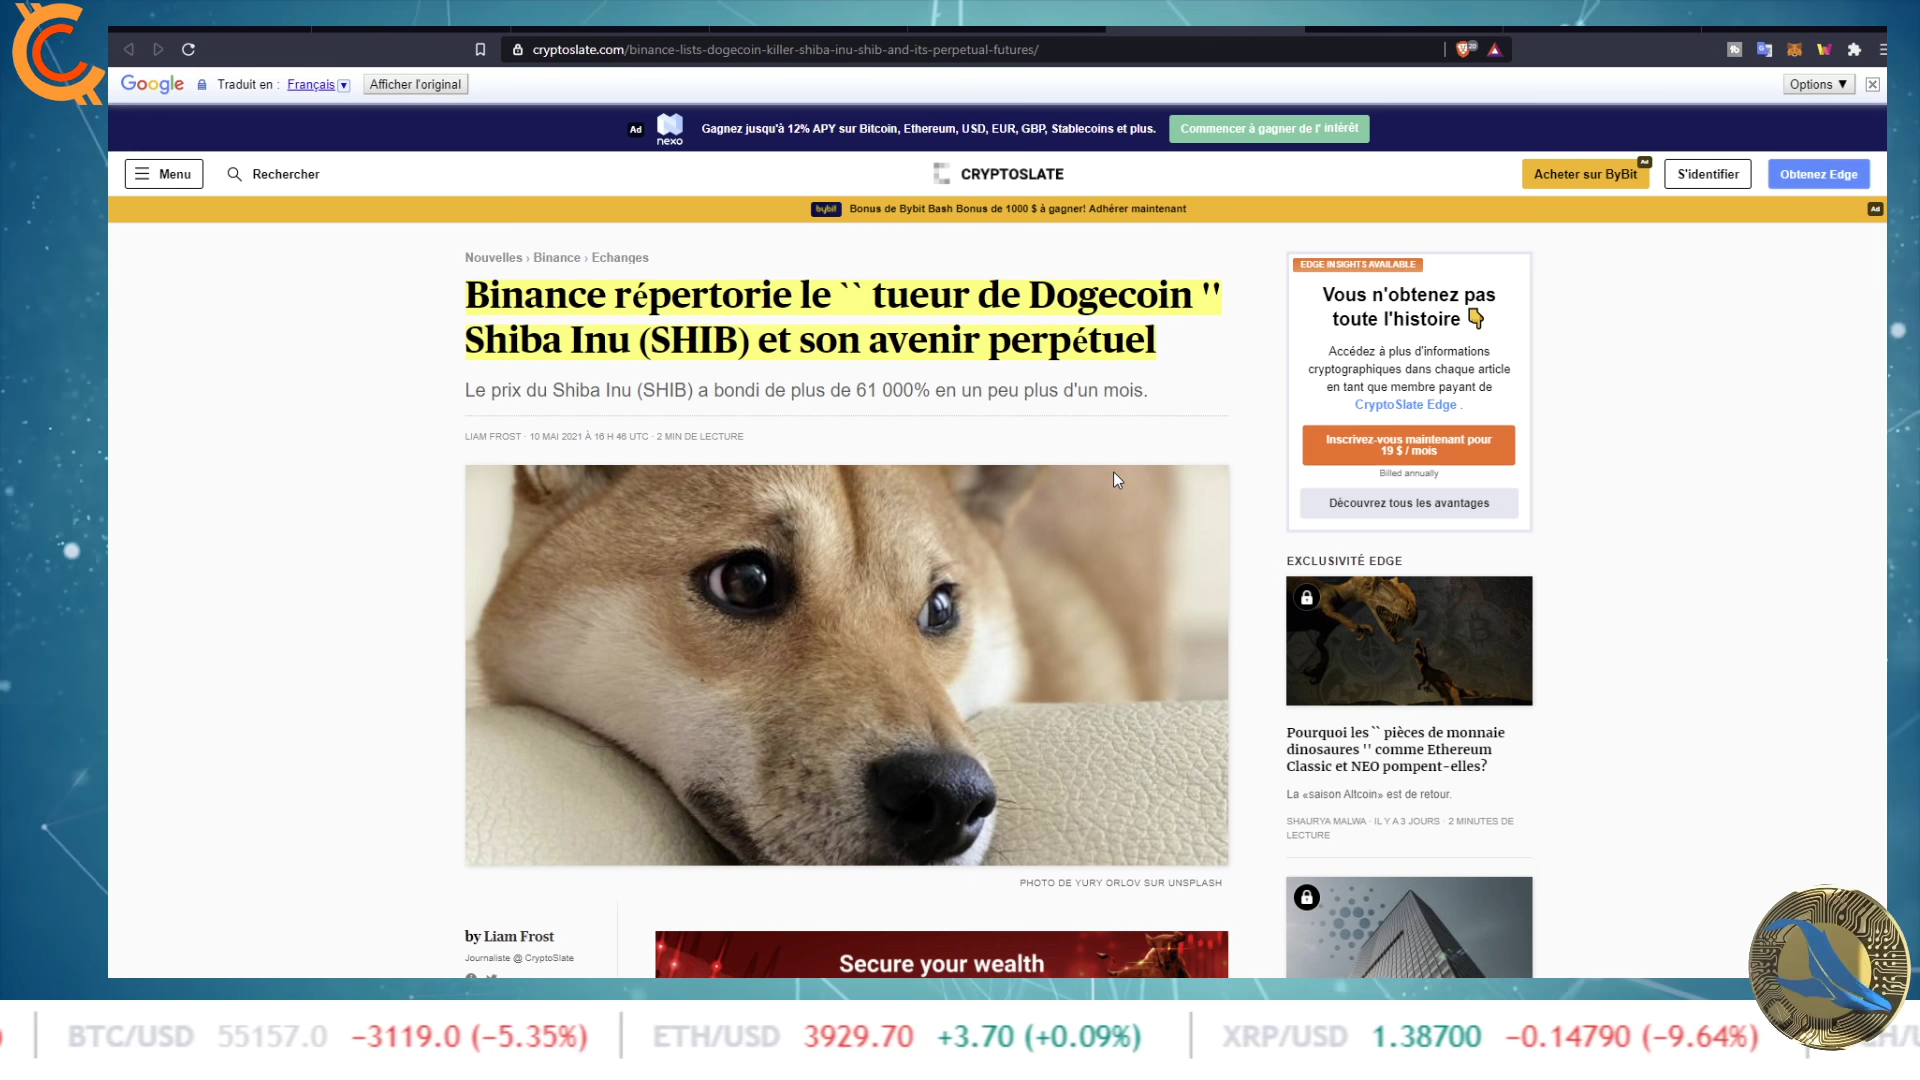 cryptoslate.com/binance-lists-dogecoin-killer-shiba-inu-shib-and-its-perpetual-futures/
Google Traduit en : Français Afficher l'original Options ▼
Ad nexo Gagnez jusqu'à 12% APY sur Bitcoin, Ethereum, USD, EUR, GBP, Stablecoins et plus. Commencer à gagner de l' intérêt
Menu Rechercher CRYPTOSLATE Acheter sur ByBit Ad S'identifier Obtenez Edge
bybit Bonus de Bybit Bash Bonus de 1000 $ à gagner! Adhérer maintenant Ad
Nouvelles › Binance › Echanges
Binance répertorie le `` tueur de Dogecoin ''
Shiba Inu (SHIB) et son avenir perpétuel
Le prix du Shiba Inu (SHIB) a bondi de plus de 61 000% en un peu plus d'un mois.
LIAM FROST · 10 MAI 2021 À 16 H 46 UTC · 2 MIN DE LECTURE
PHOTO DE YURY ORLOV SUR UNSPLASH
by Liam Frost
Journaliste @ CryptoSlate
Secure your wealth
EDGE INSIGHTS AVAILABLE
Vous n'obtenez pas
toute l'histoire
Accédez à plus d'informations
cryptographiques dans chaque article
en tant que membre payant de
CryptoSlate Edge .
Inscrivez-vous maintenant pour
19 $ / mois
Billed annually
Découvrez tous les avantages
EXCLUSIVITÉ EDGE
Pourquoi les `` pièces de monnaie
dinosaures '' comme Ethereum
Classic et NEO pompent-elles?
La «saison Altcoin» est de retour.
SHAURYA MALWA · IL Y A 3 JOURS · 2 MINUTES DE
LECTURE
) BTC/USD 55157.0 −3119.0 (−5.35%) ETH/USD 3929.70 +3.70 (+0.09%) XRP/USD 1.38700 −0.14790 (−9.64%)